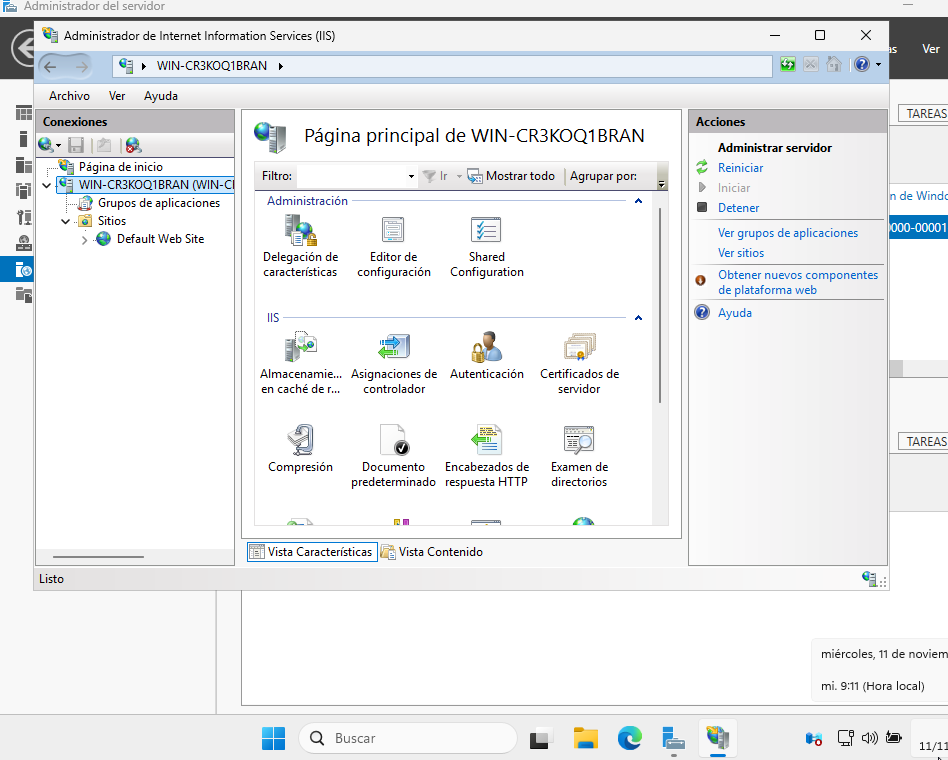 Administrador del servidor
Administrador de Internet Information Services (IIS)
Ver
WIN-CR3KOQ1BRAN
Archivo Ver Ayuda
Conexiones
Página de inicio
WIN-CR3KOQ1BRAN (WIN-CR
Grupos de aplicaciones
Sitios
Default Web Site
Página principal de WIN-CR3KOQ1BRAN
Filtro: Ir Mostrar todo Agrupar por:
Administración
Delegación de características
Editor de configuración
Shared Configuration
IIS
Almacenamie... en caché de r...
Asignaciones de controlador
Autenticación
Certificados de servidor
Compresión
Documento predeterminado
Encabezados de respuesta HTTP
Examen de directorios
Vista Características Vista Contenido
Acciones
Administrar servidor
Reiniciar
Iniciar
Detener
Ver grupos de aplicaciones
Ver sitios
Obtener nuevos componentes
de plataforma web
Ayuda
TAREAS
n de Windo
0000-00001
TAREAS
Listo
miércoles, 11 de noviem
mi. 9:11 (Hora local)
Buscar
11/11